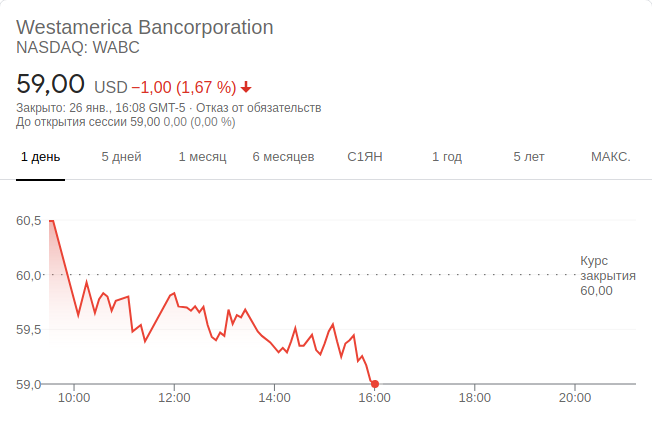 Westamerica Bancorporation
NASDAQ: WABC
59,00 USD −1,00 (1,67 %)
Закрыто: 26 янв., 16:08 GMT-5 · Отказ от обязательств
До открытия сессии 59,00 0,00 (0,00 %)
1 день 5 дней 1 месяц 6 месяцев С1ЯН 1 год 5 лет МАКС.
60,5
Курс
60,0 закрытия
60,00
59,5
59,0
10:00 12:00 14:00 16:00 18:00 20:00